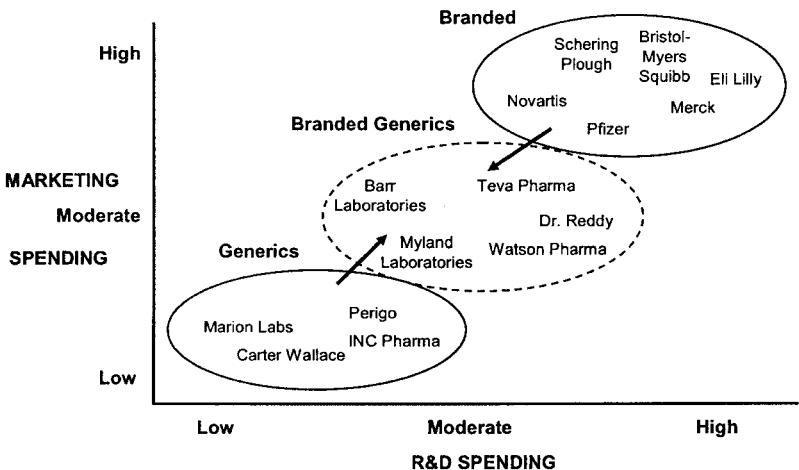 Branded
High
Schering
Plough
Bristol-
Myers
Squibb
Eli Lilly
Novartis
Merck
Pfizer
Branded Generics
MARKETING
Moderate
SPENDING
Barr
Laboratories
Teva Pharma
Dr. Reddy
Watson Pharma
Myland
Laboratories
Generics
Perigo
Marion Labs
INC Pharma
Carter Wallace
Low
Low
Moderate
High
R&D SPENDING